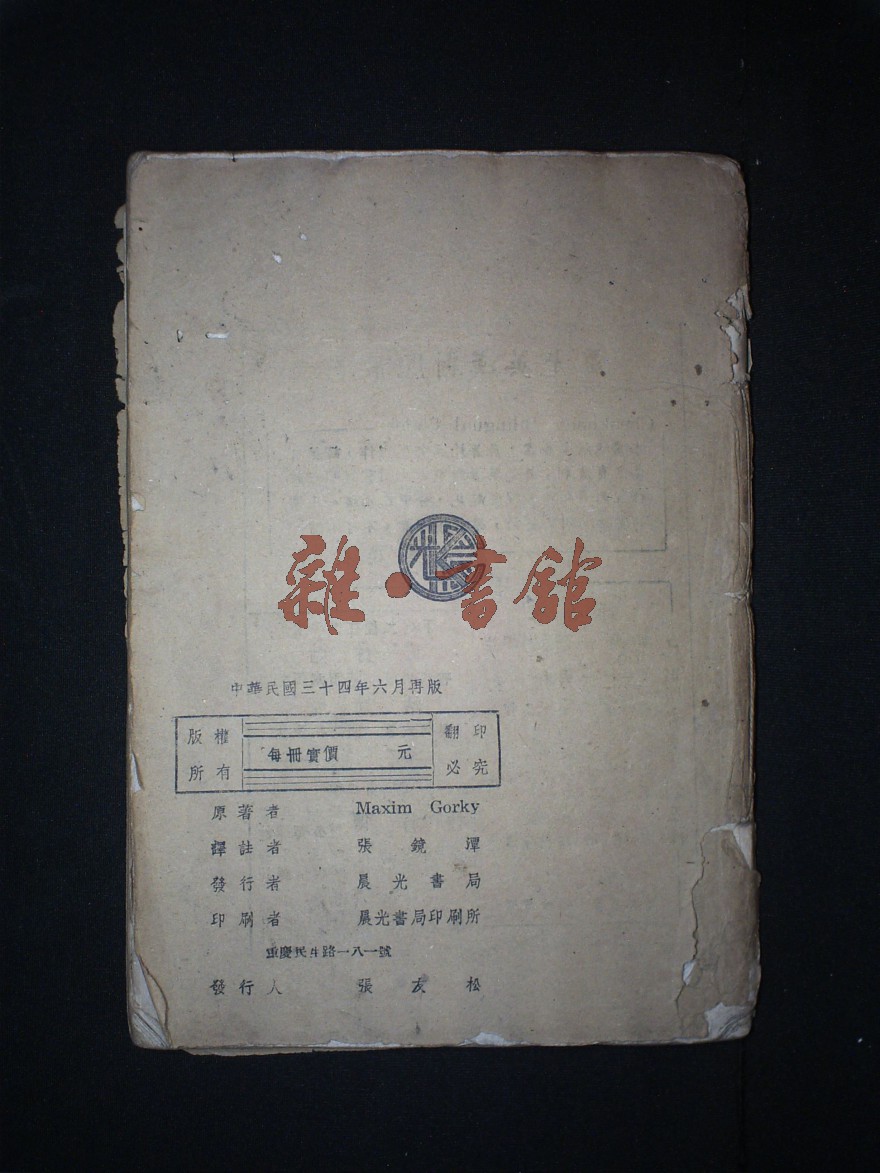 雜·書館
中華民國三十四年六月再版
版權所有
每冊實價 元
翻印必究
原著者 Maxim Gorky
譯註者 張鏡潭
發行者 晨光書局
印刷者 晨光書局印刷所
重慶民生路一八一號
發行人 張友松